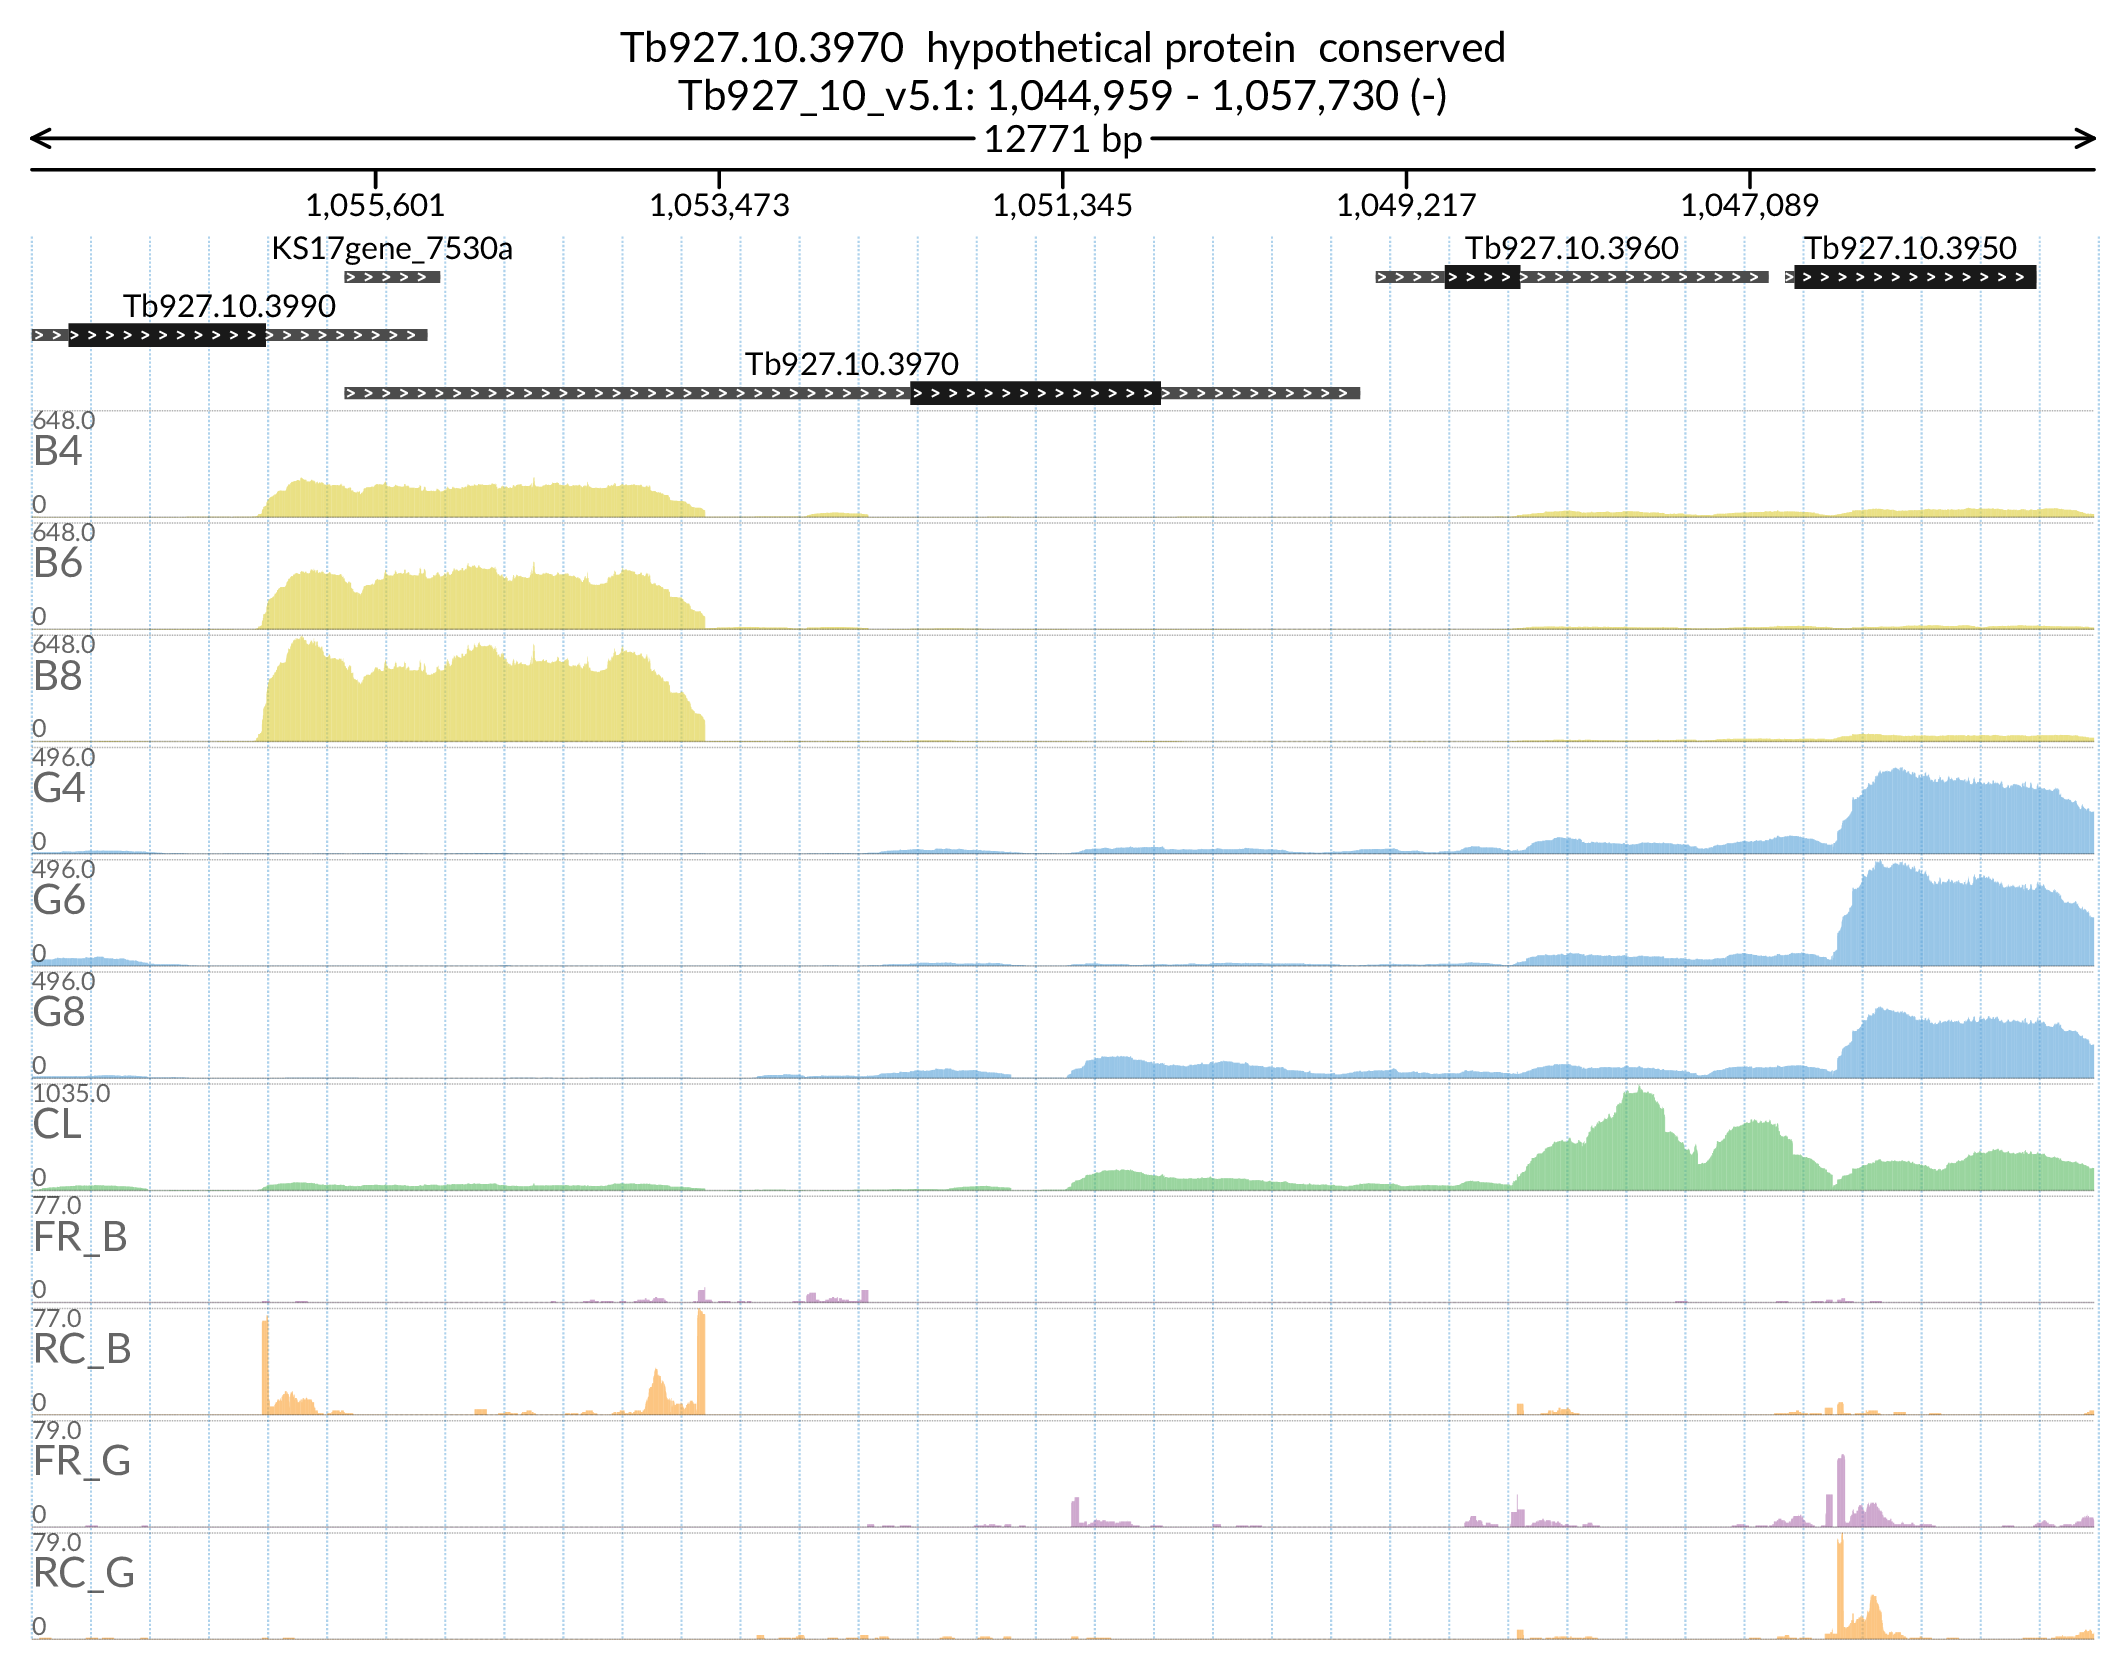 Tb927.10.3970  hypothetical protein  conserved
Tb927_10_v5.1: 1,044,959 - 1,057,730 (-)
12771 bp
1,055,601 1,053,473 1,051,345 1,049,217 1,047,089
KS17gene_7530a Tb927.10.3960 Tb927.10.3950
Tb927.10.3990
Tb927.10.3970
648.0
B4
0
648.0
B6
0
648.0
B8
0
496.0
G4
0
496.0
G6
0
496.0
G8
0
1035.0
CL
0
77.0
FR_B
0
77.0
RC_B
0
79.0
FR_G
0
79.0
RC_G
0